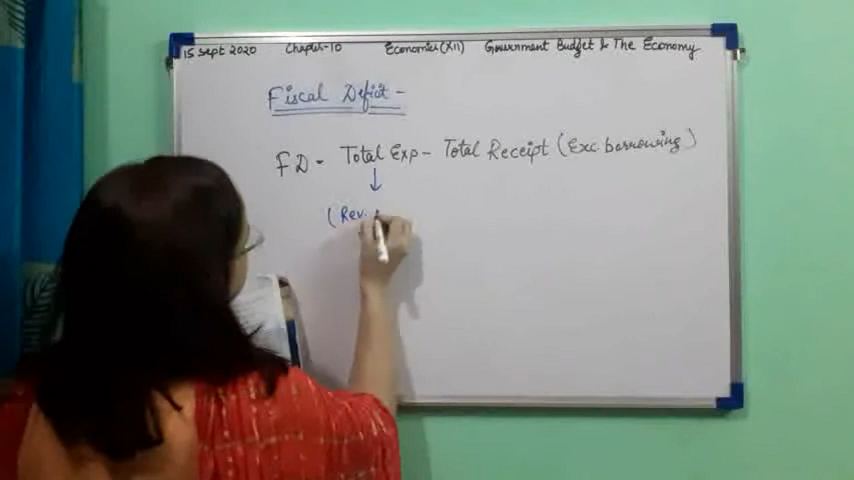 15 Sept 2020 Chapter-10 Economics (XII) Government Budget & The Economy
Fiscal Deficit -
FD = Total Exp - Total Receipt (Exc. borrowing)
(Rev.